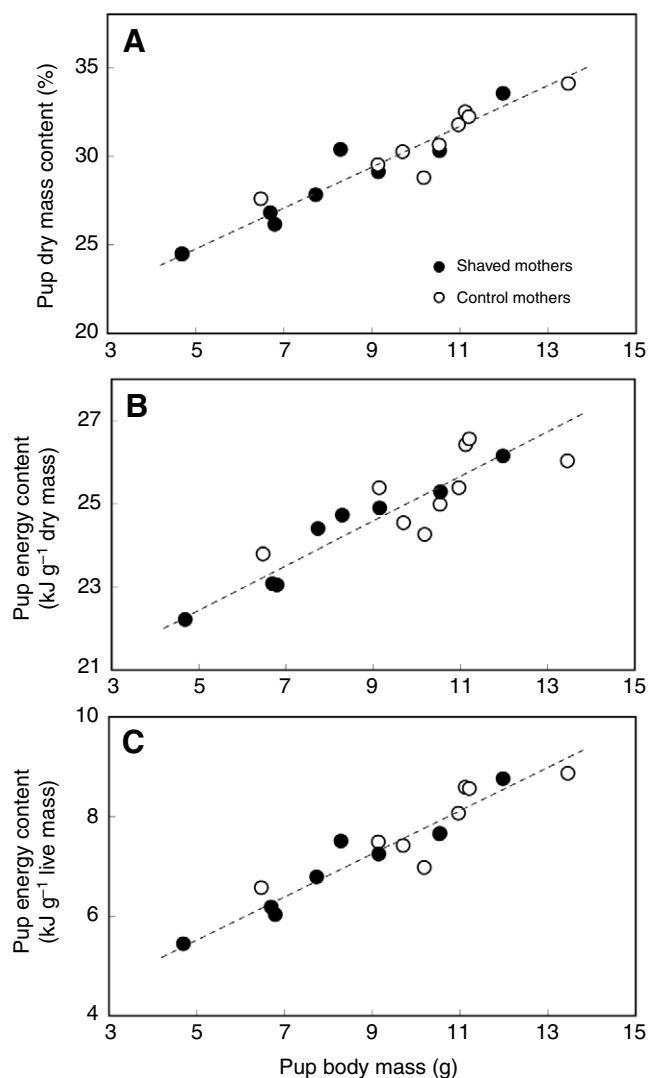 A
Pup dry mass content (%)
35
30
25
20
Shaved mothers
Control mothers
3 5 7 9 11 13 15
B
Pup energy content
(kJ g−1 dry mass)
27
25
23
21
3 5 7 9 11 13 15
C
Pup energy content
(kJ g−1 live mass)
10
8
6
4
3 5 7 9 11 13 15
Pup body mass (g)